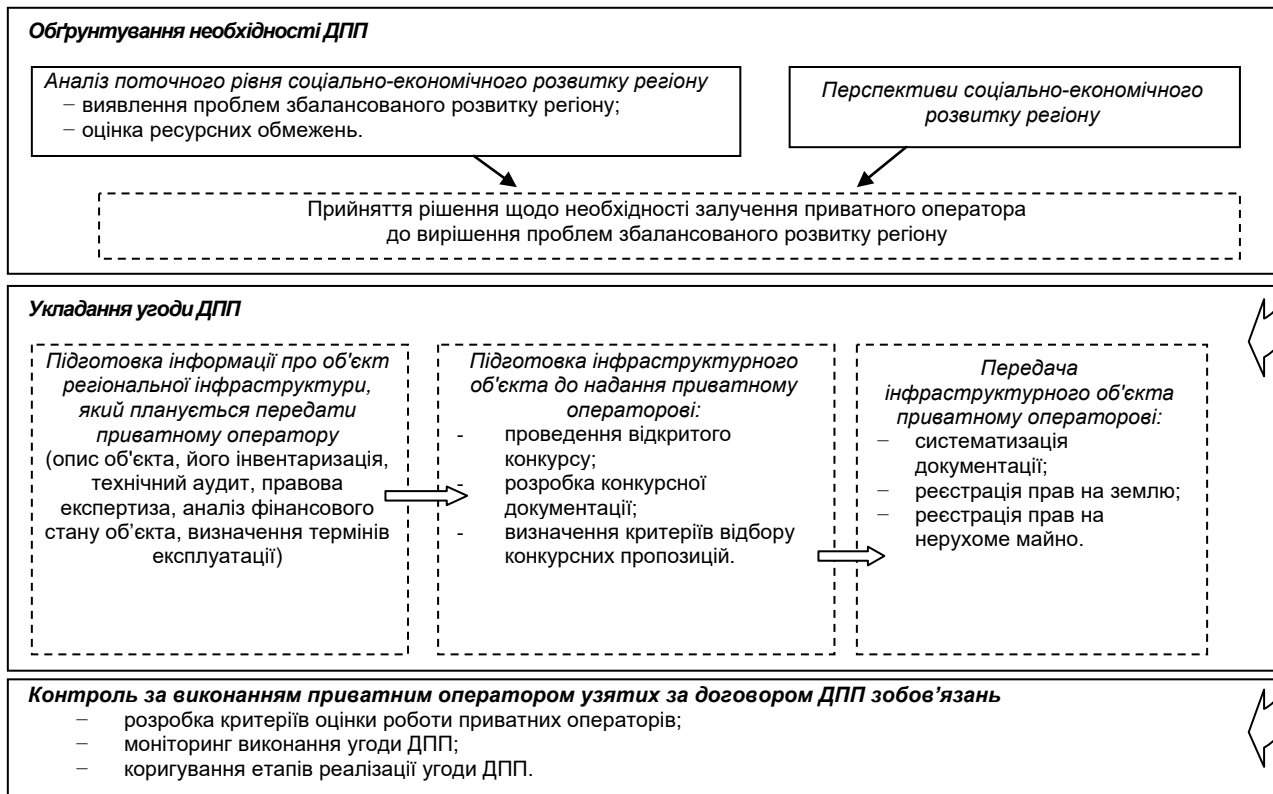 Обґрунтування необхідності ДПП
Аналіз поточного рівня соціально-економічного розвитку регіону
− виявлення проблем збалансованого розвитку регіону;
− оцінка ресурсних обмежень.
Перспективи соціально-економічного
розвитку регіону
Прийняття рішення щодо необхідності залучення приватного оператора
до вирішення проблем збалансованого розвитку регіону
Укладання угоди ДПП
Підготовка інформації про об'єкт
регіональної інфраструктури,
який планується передати
приватному оператору
(опис об'єкта, його інвентаризація,
технічний аудит, правова
експертиза, аналіз фінансового
стану об’єкта, визначення термінів
експлуатації)
Підготовка інфраструктурного
об'єкта до надання приватному
операторові:
- проведення відкритого
конкурсу;
- розробка конкурсної
документації;
- визначення критеріїв відбору
конкурсних пропозицій.
Передача
інфраструктурного об'єкта
приватному операторові:
− систематизація
документації;
− реєстрація прав на землю;
− реєстрація прав на
нерухоме майно.
Контроль за виконанням приватним оператором узятих за договором ДПП зобов’язань
− розробка критеріїв оцінки роботи приватних операторів;
− моніторинг виконання угоди ДПП;
− коригування етапів реалізації угоди ДПП.